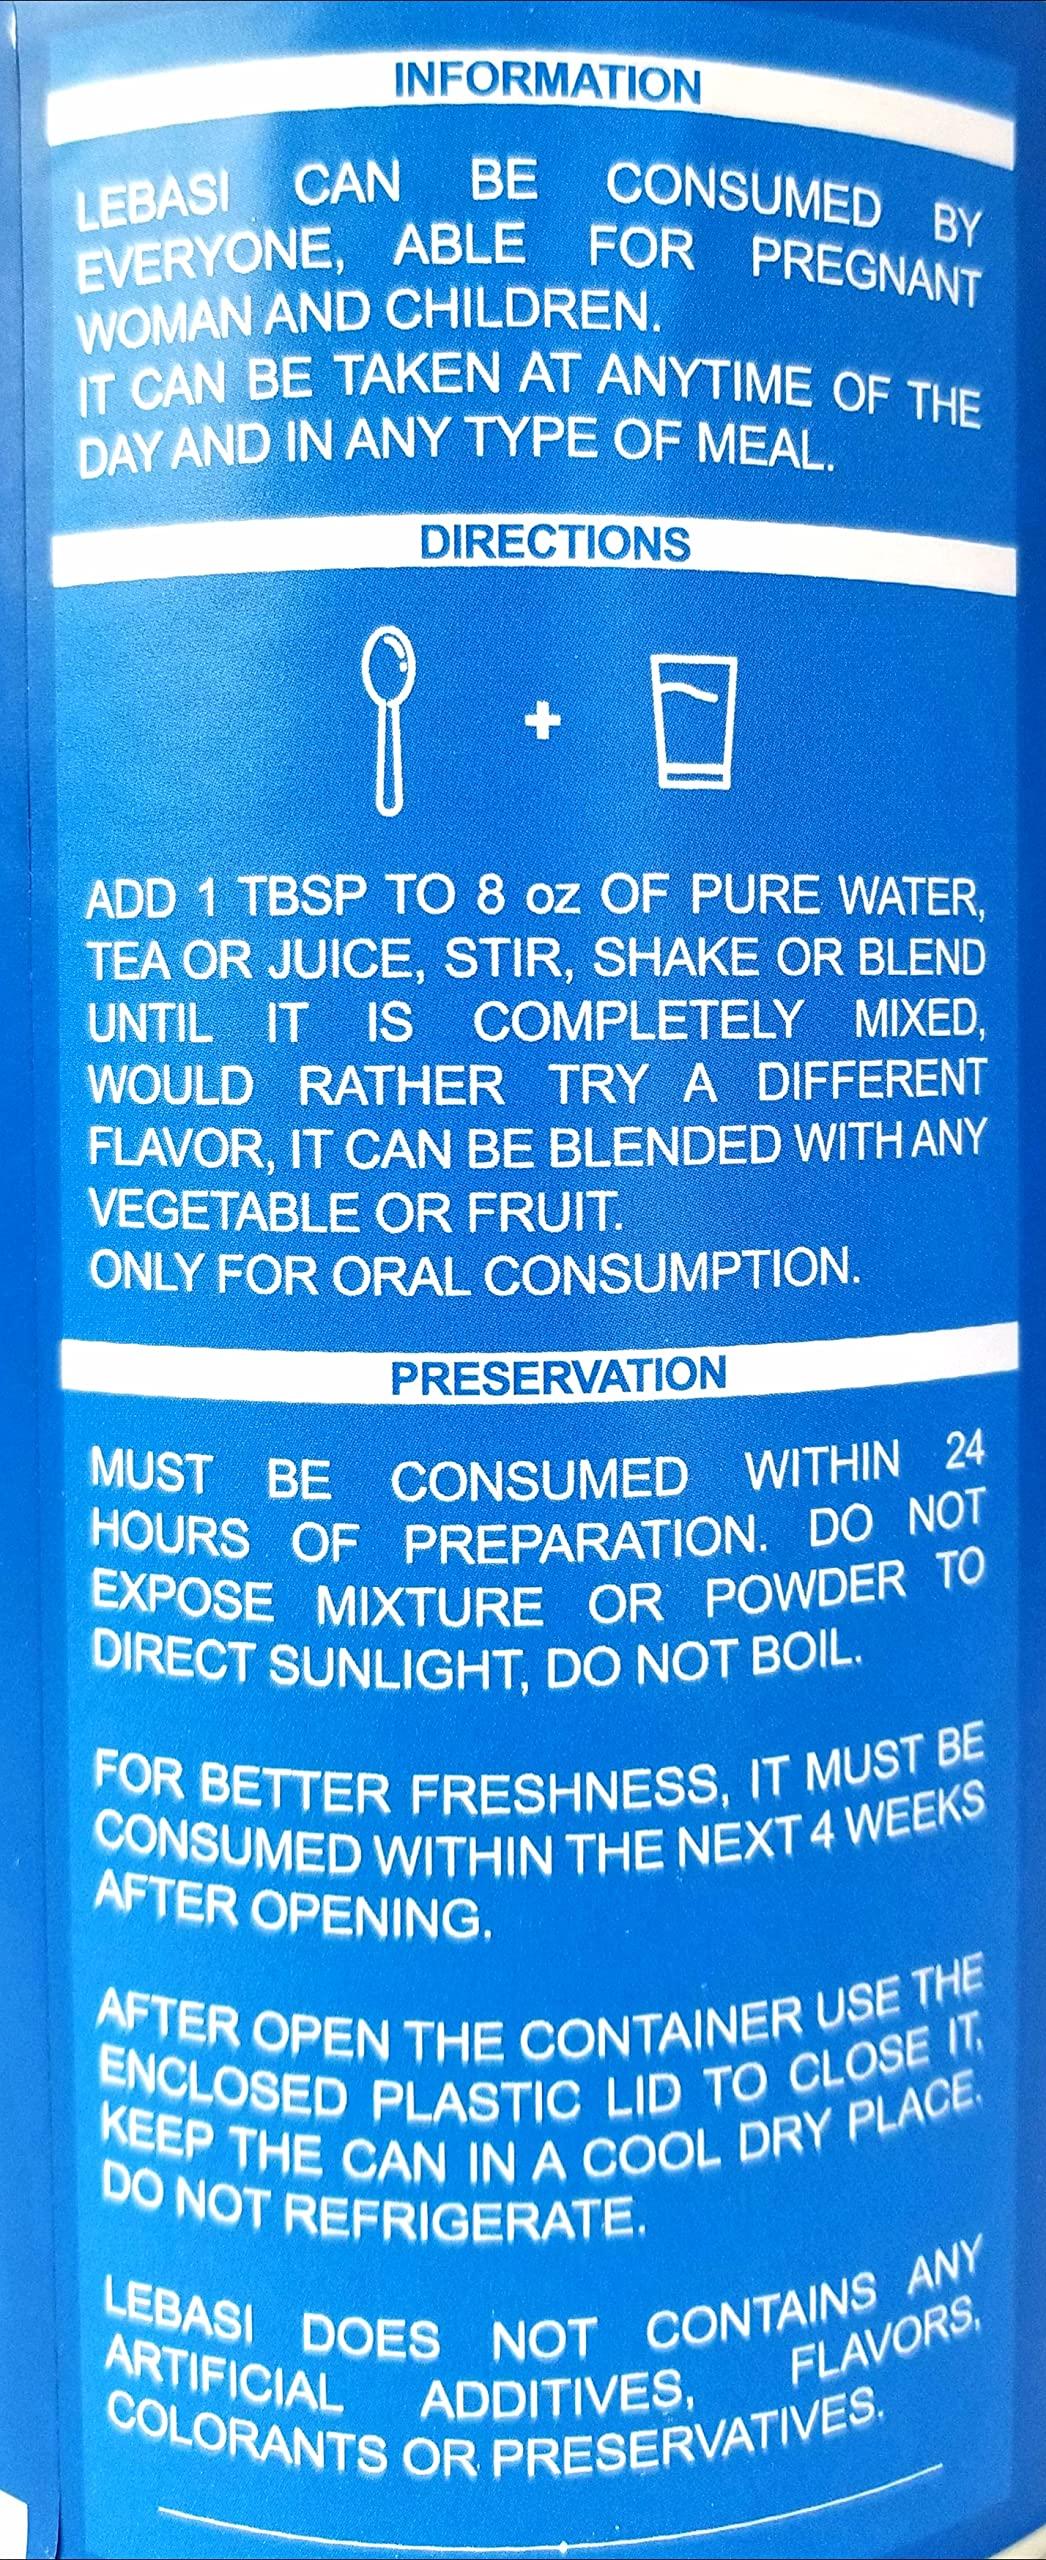 INFORMATION
LEBASI CAN BE CONSUMED BY
EVERYONE, ABLE FOR PREGNANT
WOMAN AND CHILDREN.
IT CAN BE TAKEN AT ANYTIME OF THE
DAY AND IN ANY TYPE OF MEAL.
DIRECTIONS
+
ADD 1 TBSP TO 8 oz OF PURE WATER,
TEA OR JUICE, STIR, SHAKE OR BLEND
UNTIL IT IS COMPLETELY MIXED,
WOULD RATHER TRY A DIFFERENT
FLAVOR, IT CAN BE BLENDED WITH ANY
VEGETABLE OR FRUIT.
ONLY FOR ORAL CONSUMPTION.
PRESERVATION
MUST BE CONSUMED WITHIN 24
HOURS OF PREPARATION. DO NOT
EXPOSE MIXTURE OR POWDER TO
DIRECT SUNLIGHT, DO NOT BOIL.
FOR BETTER FRESHNESS, IT MUST BE
CONSUMED WITHIN THE NEXT 4 WEEKS
AFTER OPENING.
AFTER OPEN THE CONTAINER USE THE
ENCLOSED PLASTIC LID TO CLOSE IT,
KEEP THE CAN IN A COOL DRY PLACE.
DO NOT REFRIGERATE.
LEBASI DOES NOT CONTAINS ANY
ARTIFICIAL ADDITIVES, FLAVORS,
COLORANTS OR PRESERVATIVES.